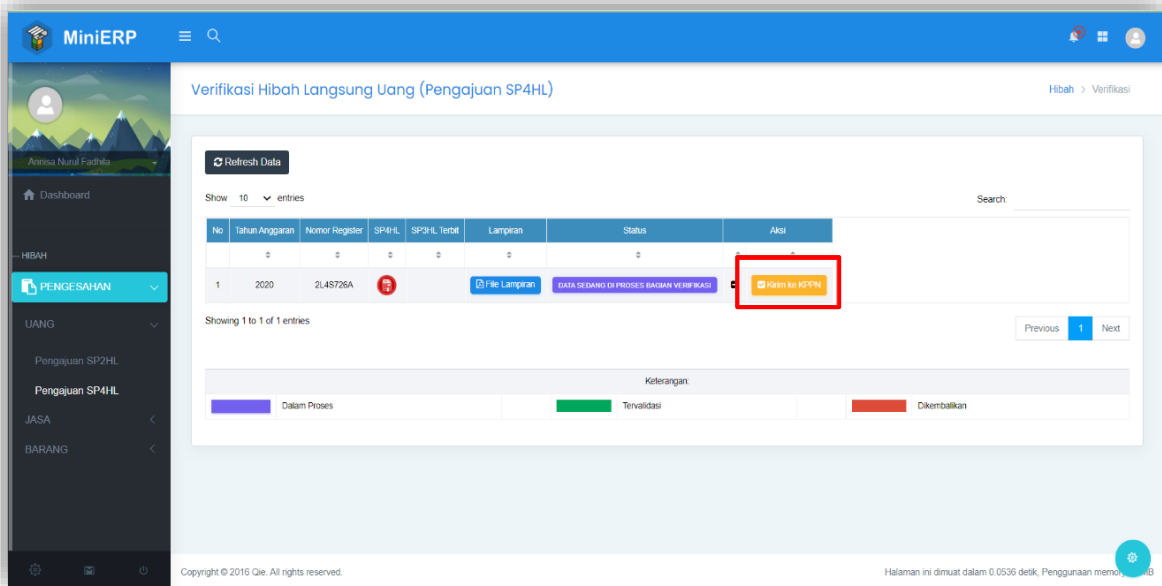 MiniERP
Verifikasi Hibah Langsung Uang (Pengajuan SP4HL)
Hibah > Verifikasi
Annisa Nurul Fadhila
Dashboard
HIBAH
PENGESAHAN
UANG
Pengajuan SP2HL
Pengajuan SP4HL
JASA
BARANG
Refresh Data
Show 10 entries
Search:
No Tahun Anggaran Nomor Register SP4HL SP3HL Terbit Lampiran Status Aksi
1 2020 2L4S726A File Lampiran DATA SEDANG DI PROSES BAGIAN VERIFIKASI Kirim ke KPPN
Showing 1 to 1 of 1 entries
Previous 1 Next
Keterangan:
Dalam Proses Tervalidasi Dikembalikan
Copyright © 2016 Qie. All rights reserved.
Halaman ini dimuat dalam 0.0536 detik, Penggunaan